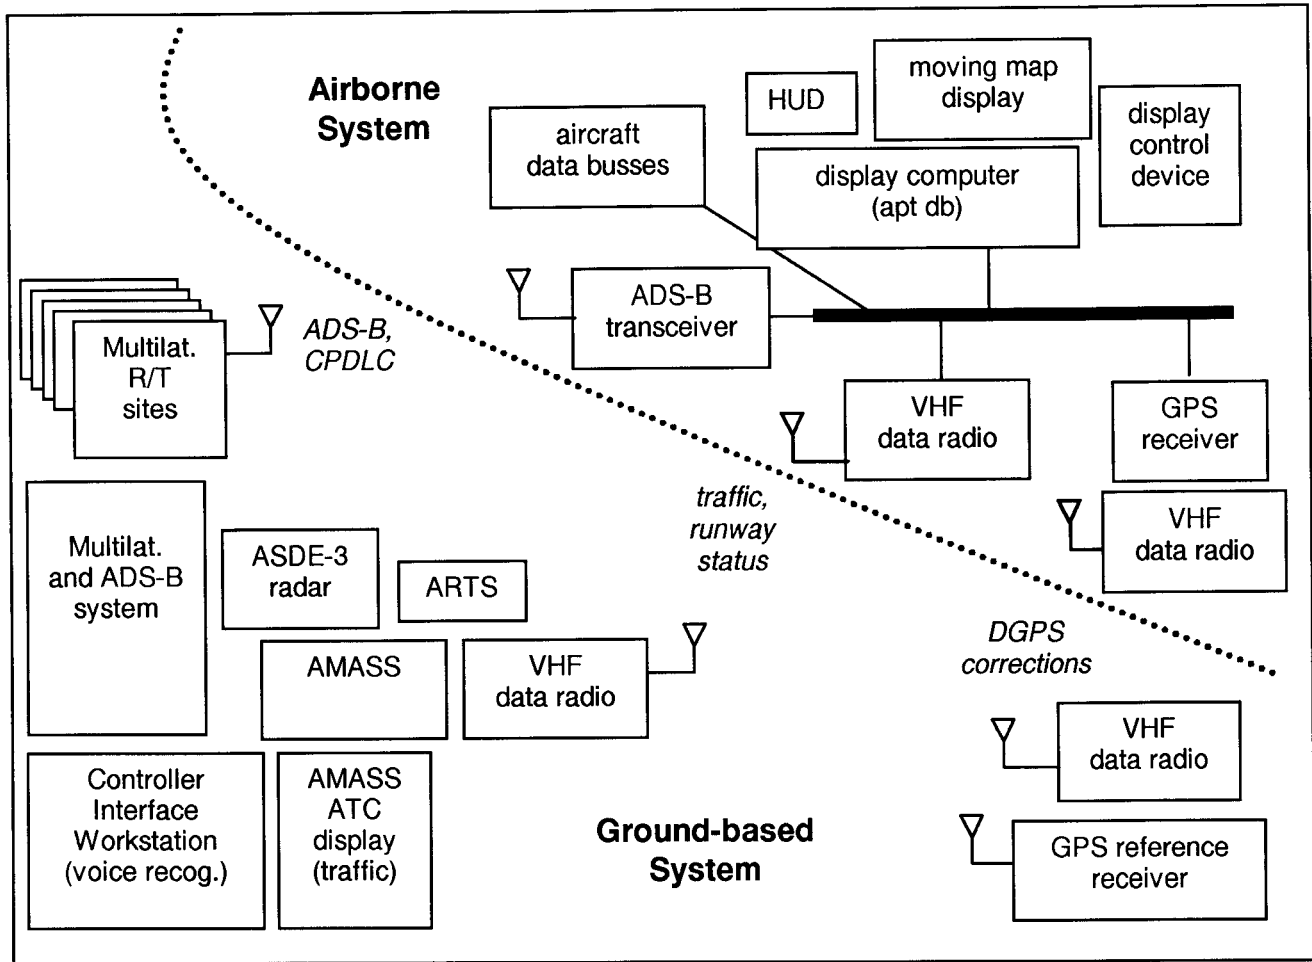 Airborne
System
HUD
moving map
display
display
control
device
aircraft
data busses
display computer
(apt db)
ADS-B
transceiver
Multilat.
R/T
sites
ADS-B,
CPDLC
VHF
data radio
GPS
receiver
VHF
data radio
traffic,
runway
status
Multilat.
and ADS-B
system
ASDE-3
radar
ARTS
AMASS
VHF
data radio
DGPS
corrections
VHF
data radio
Controller
Interface
Workstation
(voice recog.)
AMASS
ATC
display
(traffic)
Ground-based
System
GPS reference
receiver